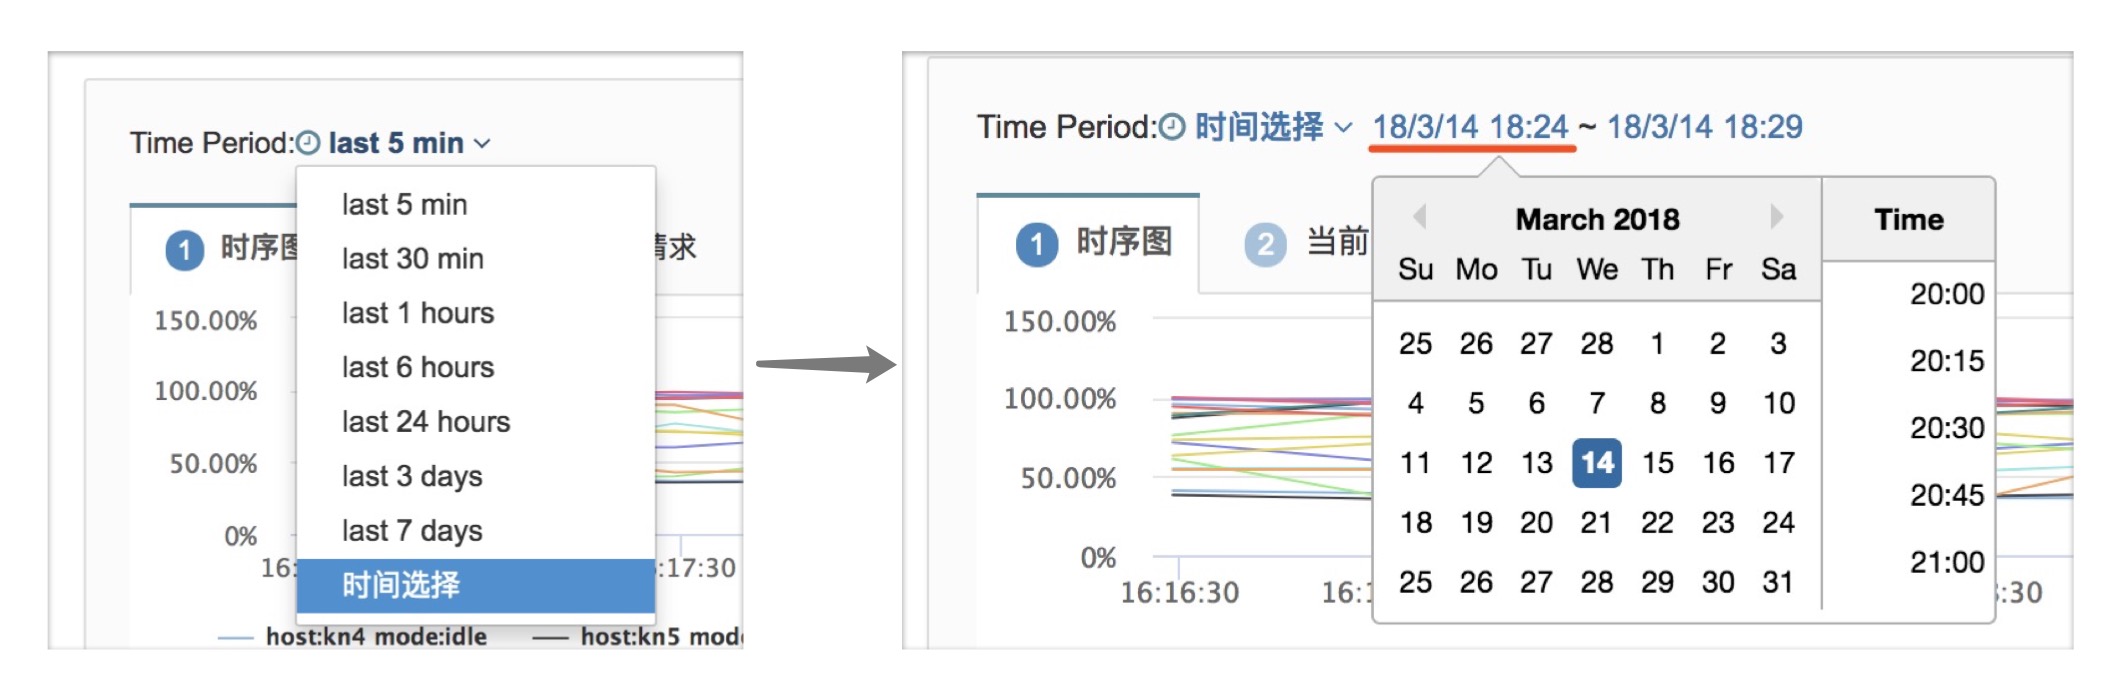 Time Period: last 5 min
last 5 min
last 30 min
last 1 hours
last 6 hours
last 24 hours
last 3 days
last 7 days
时间选择
1 时序图
请求
150.00%
100.00%
50.00%
0%
16:
:17:30
host:kn4 mode:idle
host:kn5 mode
Time Period: 时间选择 18/3/14 18:24 ~ 18/3/14 18:29
1 时序图
2 当前
150.00%
100.00%
50.00%
0%
16:16:30
16:1
:30
March 2018
Su Mo Tu We Th Fr Sa
25 26 27 28 1 2 3
4 5 6 7 8 9 10
11 12 13 14 15 16 17
18 19 20 21 22 23 24
25 26 27 28 29 30 31
Time
20:00
20:15
20:30
20:45
21:00